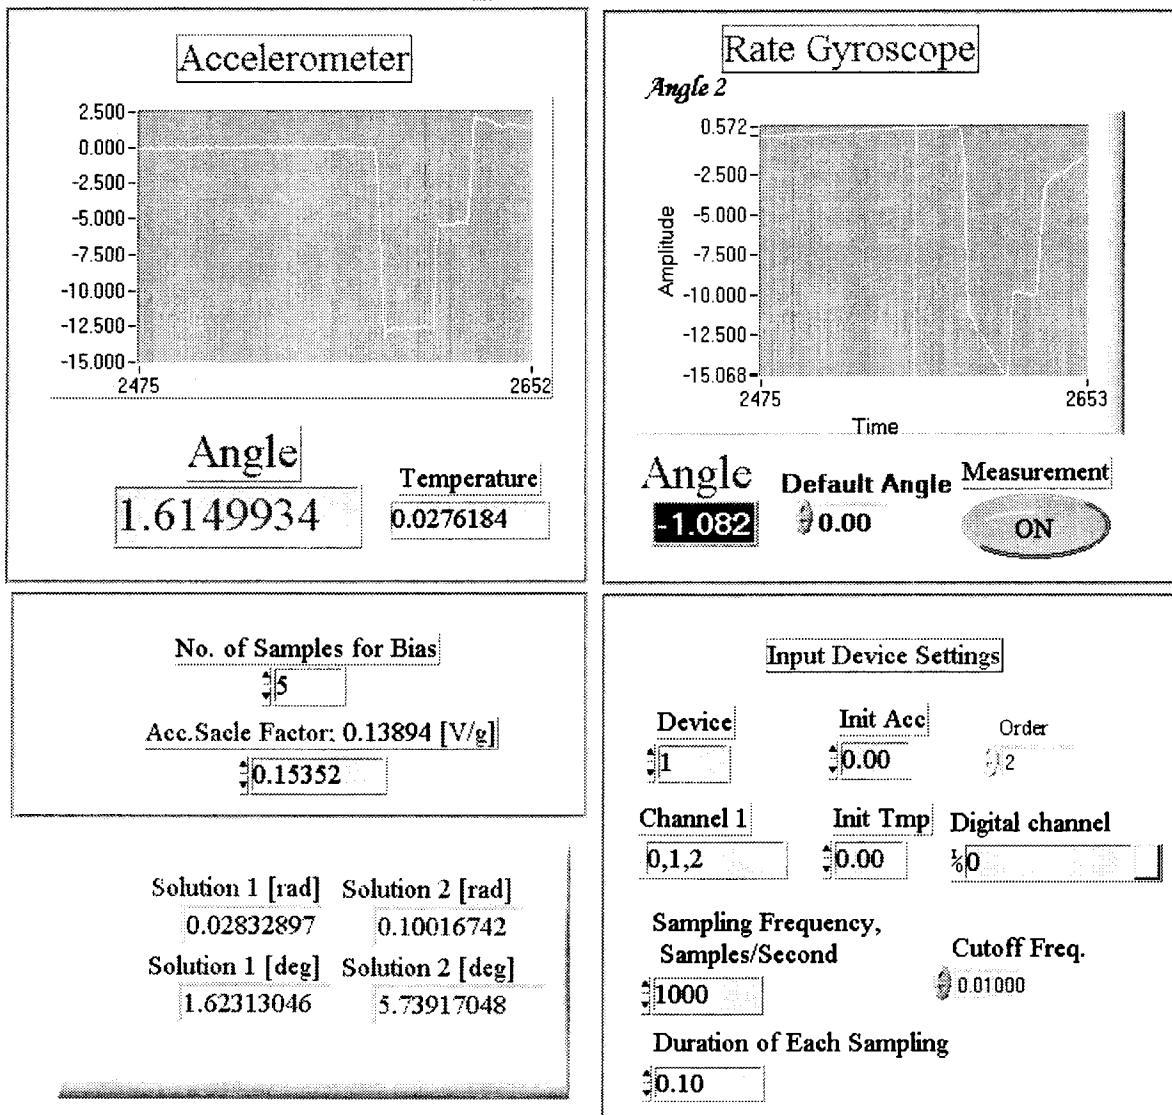 Accelerometer
2.500
0.000
-2.500
-5.000
-7.500
-10.000
-12.500
-15.000
2475
2652
Angle
1.6149934
Temperature
0.0276184
Rate Gyroscope
Angle 2
Amplitude
0.572
-2.500
-5.000
-7.500
-10.000
-12.500
-15.068
2475
2653
Time
Angle
-1.082
Default Angle
0.00
Measurement
ON
No. of Samples for Bias
5
Acc.Sacle Factor: 0.13894 [V/g]
0.15352
Solution 1 [rad] Solution 2 [rad]
0.02832897 0.10016742
Solution 1 [deg] Solution 2 [deg]
1.62313046 5.73917048
Input Device Settings
Device Init Acc Order
1 0.00 2
Channel 1 Init Tmp Digital channel
0,1,2 0.00 0
Sampling Frequency,
Samples/Second
1000
Cutoff Freq.
0.01000
Duration of Each Sampling
0.10